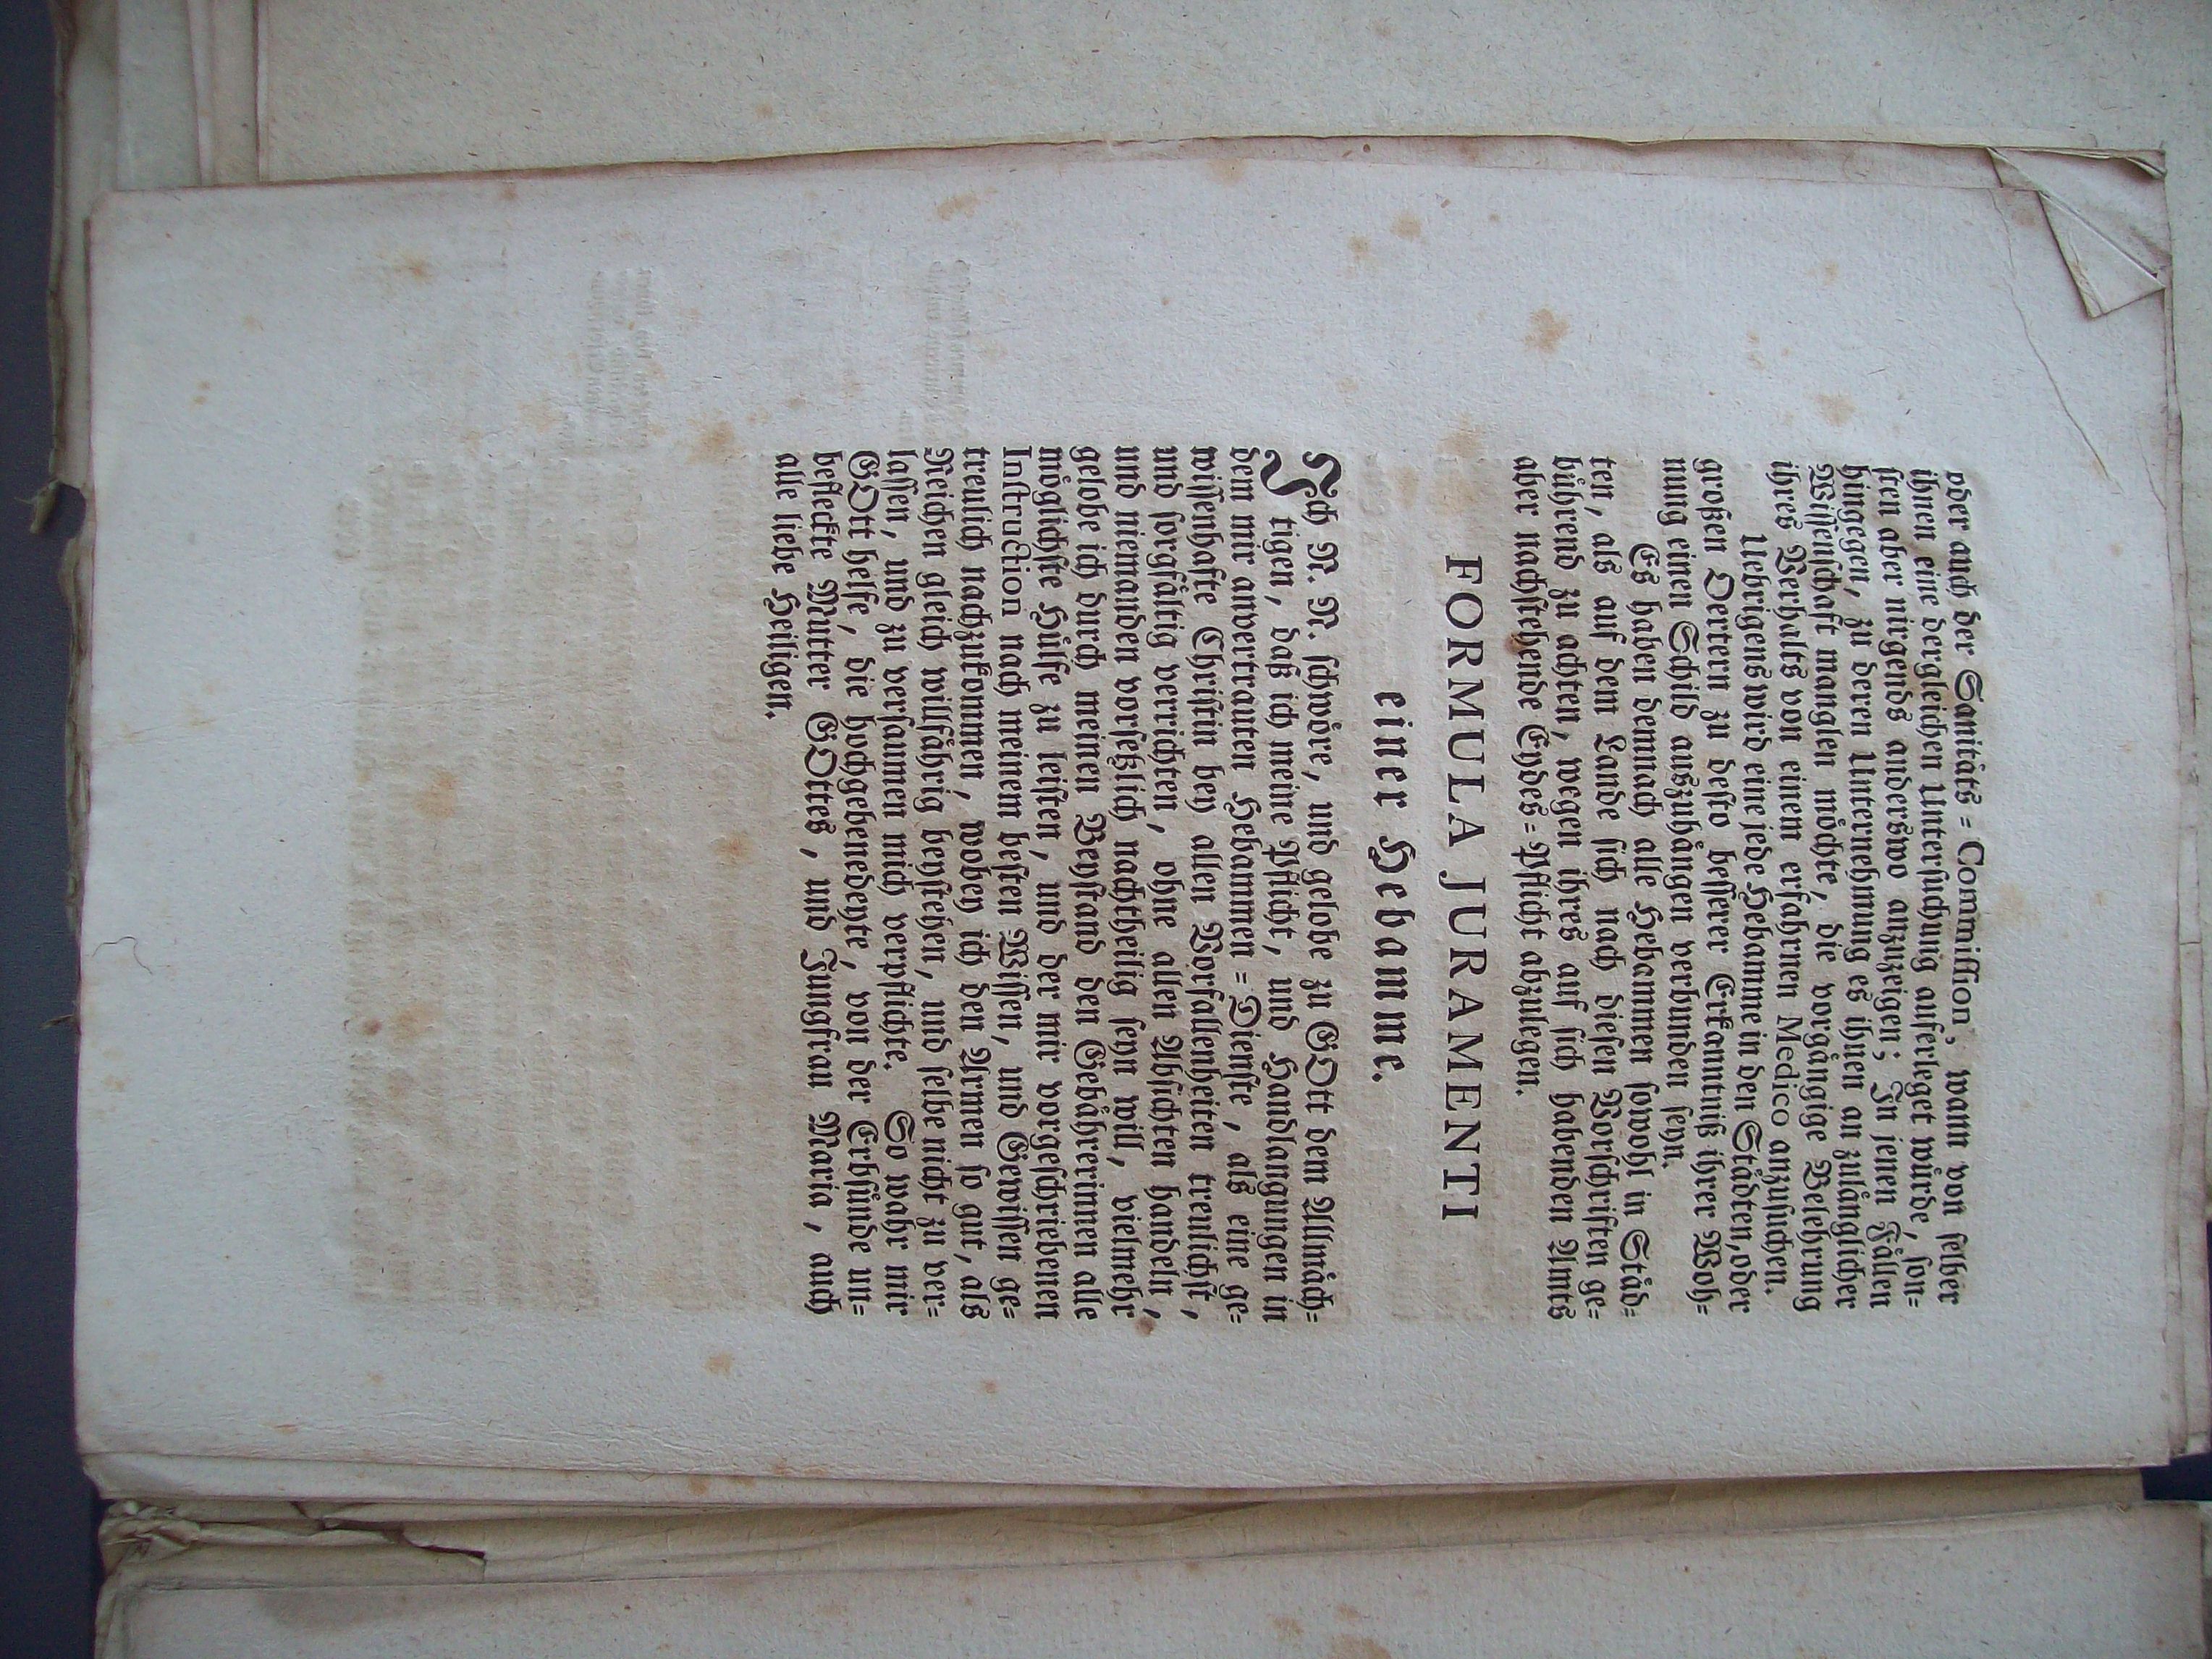 oder auch der Sanitäts = Commission, wann von selber
ihnen eine dergleichen Untersuchung auferleget wurde, son=
sten aber nirgends anderswo anzuzeigen; In jenen Fällen
hingegen, zu deren Unternehmung es ihnen an zulänglicher
Wissenschaft manglen möchte, die vorgängige Belehrung
ihres Verhalts von einem erfahrnen Medico anzusuchen.
Uebrigens wird eine jede Hebamme in den Städten, oder
großen Oertern zu desto besserer Erkanntniß ihrer Woh=
nung einen Schild auszuhängen verbunden seyn.
Es haben demnach alle Hebammen sowohl in Städ=
ten, als auf dem Lande sich nach diesen Vorschriften ge=
bührend zu achten, wegen ihres auf sich habenden Amts
aber nachstehende Eydes = Pflicht abzulegen.
FORMULA JURAMENTI
einer Hebamme.
Ich N. N. schwöre, und gelobe zu GOtt dem Allmäch=
tigen, daß ich meine Pflicht, und Handlangungen in
dem mir anvertrauten Hebammen = Dienste, als eine ge=
wissenhafte Christin bey allen Vorfallenheiten treulichst,
und sorgfältig verrichten, ohne allen Absichten handeln,
und niemanden vorsetzlich nachtheilig seyn will, vielmehr
gelobe ich durch meinen Beystand den Gebährerinnen alle
möglichste Hülfe zu leisten, und der mir vorgeschriebenen
Instruction nach meinem besten Wissen, und Gewissen ge=
treulich nachzukommen, wobey ich den Armen so gut, als
Reichen gleich willfährig beystehen, und selbe nicht zu ver=
lassen, und zu versaumen mich verpflichte. So wahr mir
GOtt helfe, die hochgebenedeyte, von der Erbsünde un=
befleckte Mutter GOttes, und Jungfrau Maria, auch
alle liebe Heiligen.